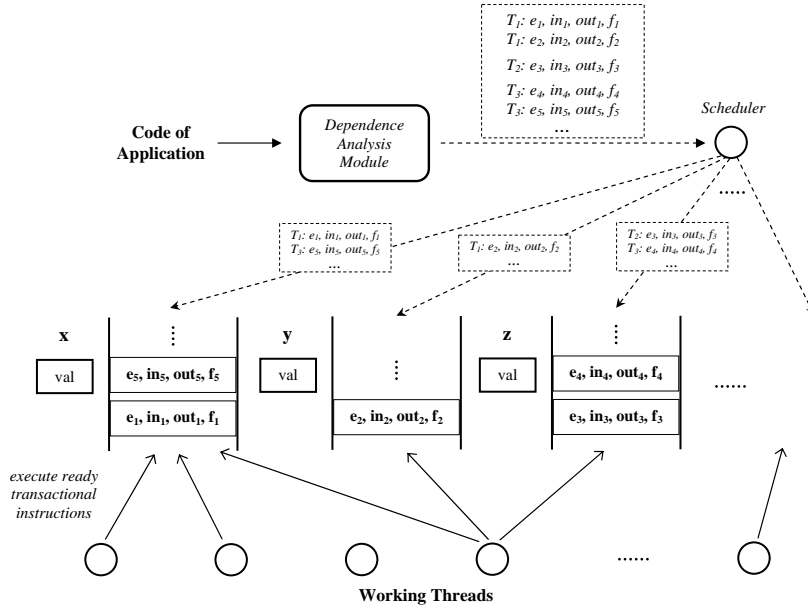 T₁: e₁, in₁, out₁, f₁
T₁: e₂, in₂, out₂, f₂
T₂: e₃, in₃, out₃, f₃
T₃: e₄, in₄, out₄, f₄
T₃: e₅, in₅, out₅, f₅
...
Scheduler
Code of
Application
Dependence
Analysis
Module
......
T₁: e₁, in₁, out₁, f₁
T₃: e₅, in₅, out₅, f₅
...
T₁: e₂, in₂, out₂, f₂
...
T₂: e₃, in₃, out₃, f₃
T₃: e₄, in₄, out₄, f₄
...
x
val
e₅, in₅, out₅, f₅
e₁, in₁, out₁, f₁
y
val
e₂, in₂, out₂, f₂
z
val
e₄, in₄, out₄, f₄
e₃, in₃, out₃, f₃
......
execute ready
transactional
instructions
......
Working Threads